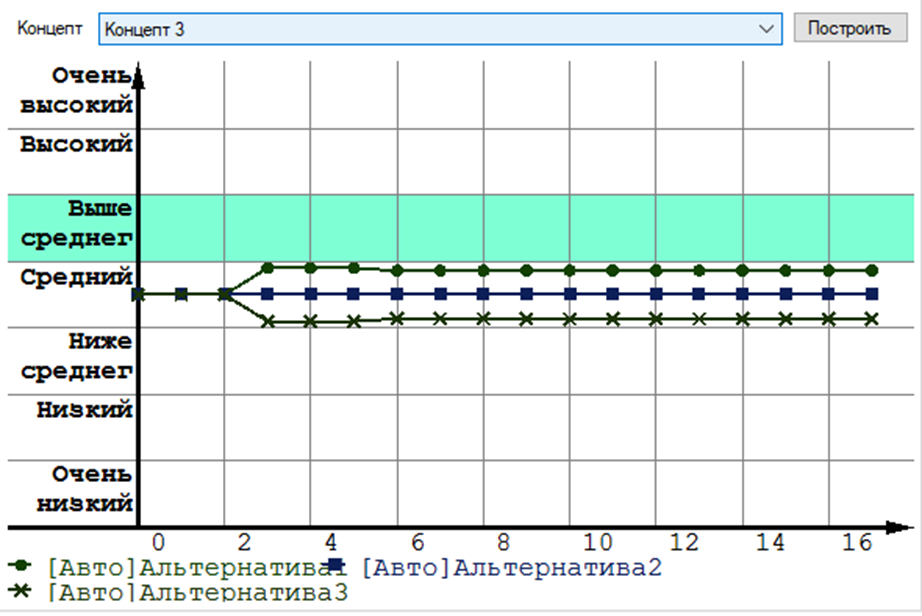 Концепт Концепт 3 Построить
Очень
высокий
Высокий
Выше
среднег
Средний
Ниже
среднег
Низкий
Очень
низкий
0 2 4 6 8 10 12 14 16
[Авто]Альтернатива1 [Авто]Альтернатива2
[Авто]Альтернатива3